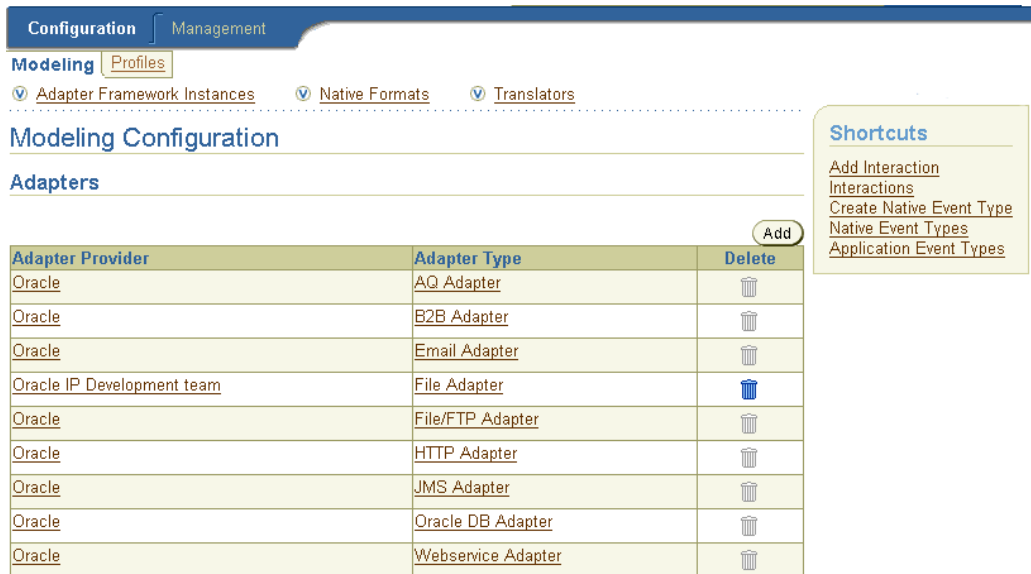 Configuration Management
Modeling Profiles
Adapter Framework Instances Native Formats Translators
Modeling Configuration
Adapters
Add
Adapter Provider Adapter Type Delete
Oracle AQ Adapter
Oracle B2B Adapter
Oracle Email Adapter
Oracle IP Development team File Adapter
Oracle File/FTP Adapter
Oracle HTTP Adapter
Oracle JMS Adapter
Oracle Oracle DB Adapter
Oracle Webservice Adapter
Shortcuts
Add Interaction
Interactions
Create Native Event Type
Native Event Types
Application Event Types